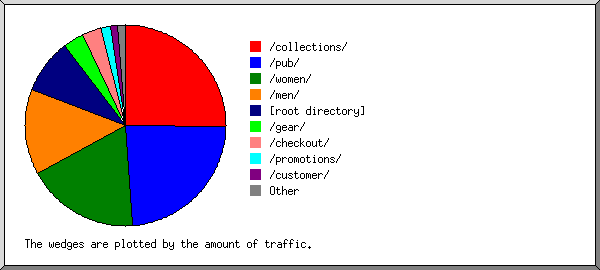 /collections/
/pub/
/women/
/men/
[root directory]
/gear/
/checkout/
/promotions/
/customer/
Other
The wedges are plotted by the amount of traffic.